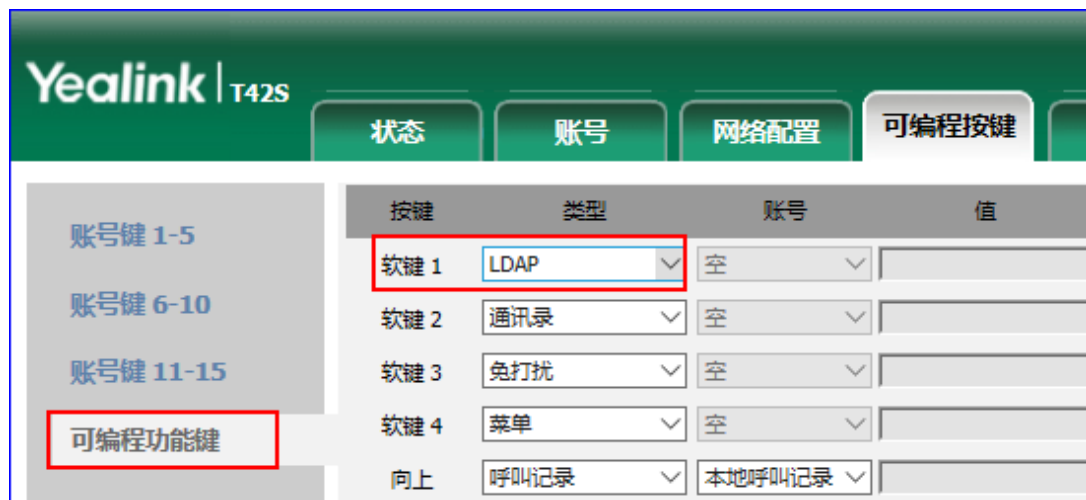 Yealink | T42S
状态 账号 网络配置 可编程按键
账号键 1-5
账号键 6-10
账号键 11-15
可编程功能键
按键 类型 账号 值
软键 1 LDAP 空
软键 2 通讯录 空
软键 3 免打扰 空
软键 4 菜单 空
向上 呼叫记录 本地呼叫记录